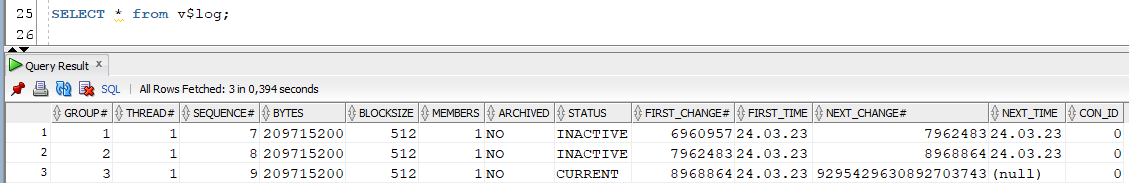 25 SELECT * from v$log;
26
Query Result x
SQL | All Rows Fetched: 3 in 0,394 seconds
GROUP# THREAD# SEQUENCE# BYTES BLOCKSIZE MEMBERS ARCHIVED STATUS FIRST_CHANGE# FIRST_TIME NEXT_CHANGE# NEXT_TIME CON_ID
1 1 1 7 209715200 512 1 NO INACTIVE 6960957 24.03.23 7962483 24.03.23 0
2 2 1 8 209715200 512 1 NO INACTIVE 7962483 24.03.23 8968864 24.03.23 0
3 3 1 9 209715200 512 1 NO CURRENT 8968864 24.03.23 9295429630892703743 (null) 0